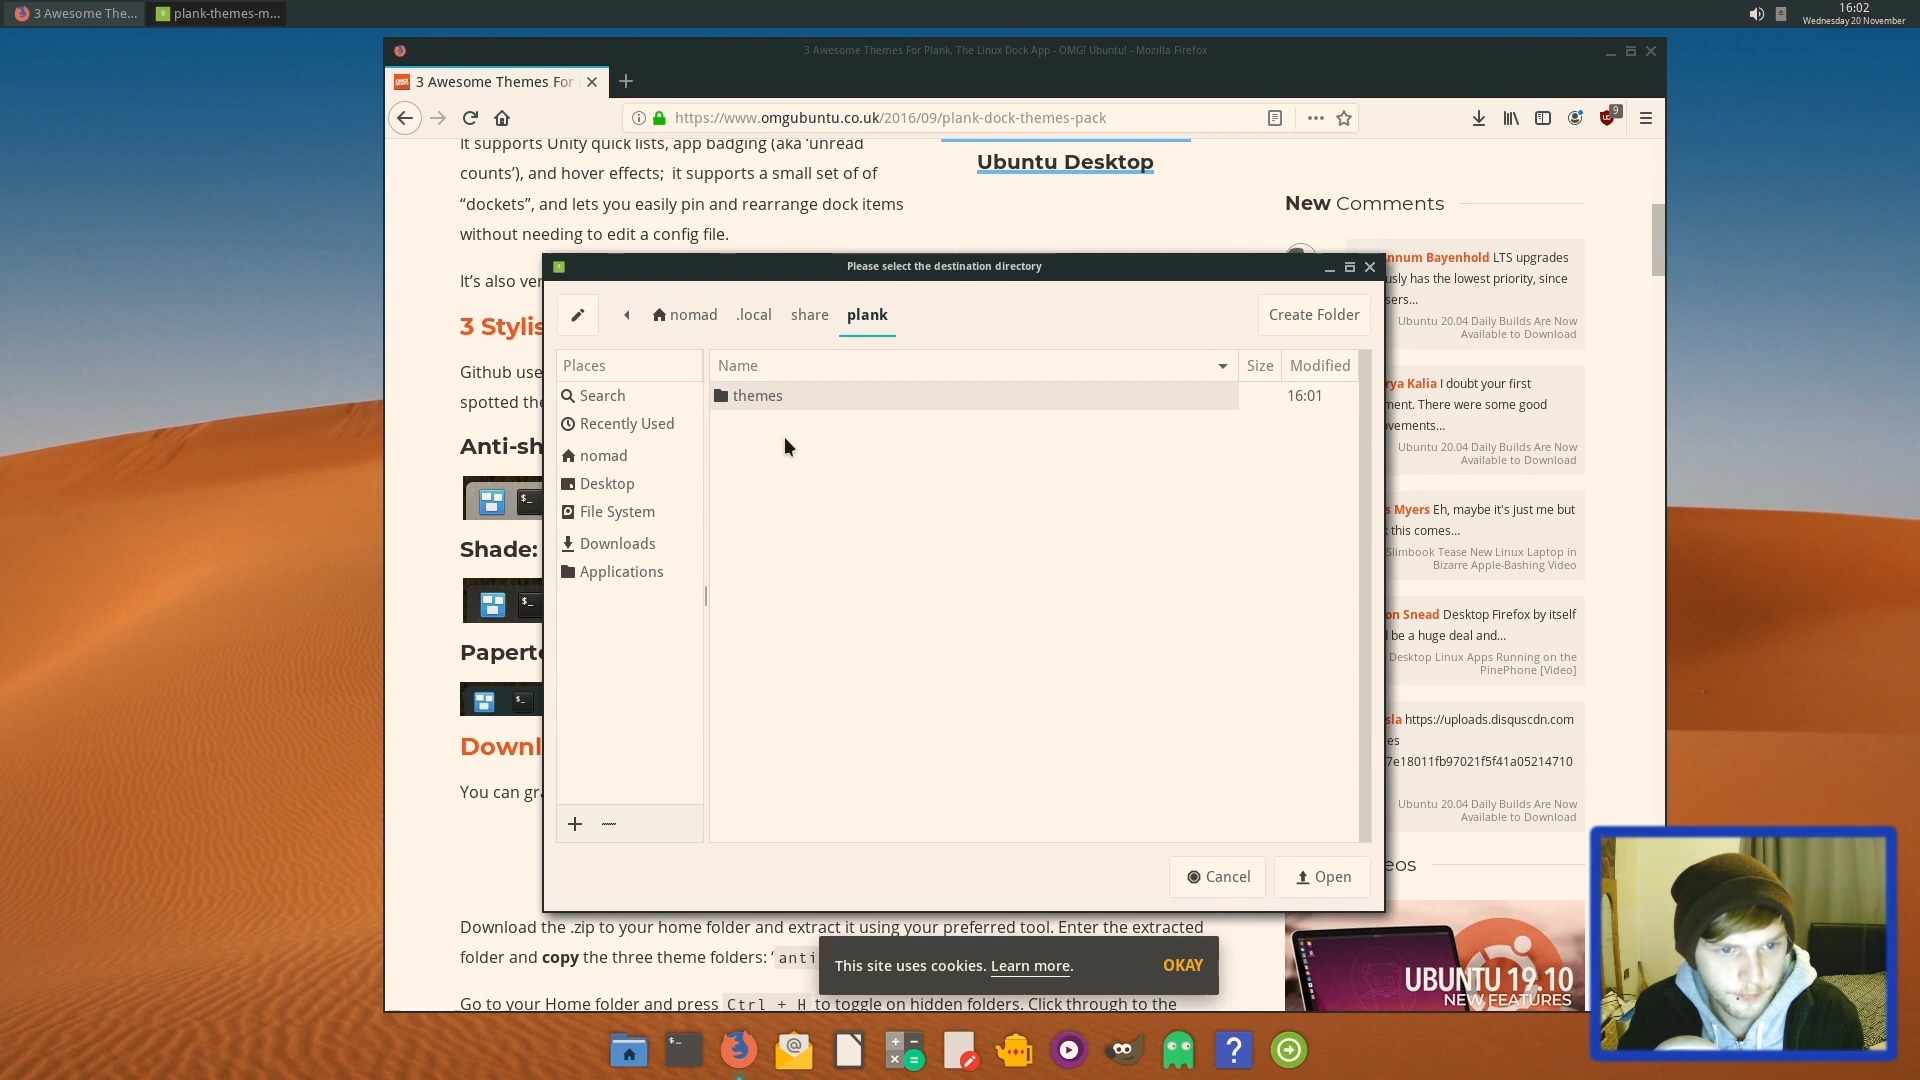 3 Awesome The...
plank-themes-m...
16:02
Wednesday 20 November
3 Awesome Themes For Plank, The Linux Dock App - OMG! Ubuntu! - Mozilla Firefox
3 Awesome Themes For
https://www.omgubuntu.co.uk/2016/09/plank-dock-themes-pack
9
It supports Unity quick lists, app badging (aka ‘unread
counts’), and hover effects; it supports a small set of of
“dockets”, and lets you easily pin and rearrange dock items
without needing to edit a config file.
Ubuntu Desktop
It’s also ver
3 Stylis
Github use
spotted the
Anti-sh
Shade:
Paperte
Downl
You can gra
Please select the destination directory
nomad
.local
share
plank
Create Folder
Places
Name
Size
Modified
Search
Recently Used
nomad
Desktop
File System
Downloads
Applications
themes
16:01
Cancel
Open
New Comments
nnum Bayenhold LTS upgrades
usly has the lowest priority, since
sers...
Ubuntu 20.04 Daily Builds Are Now
Available to Download
rya Kalia I doubt your first
ment. There were some good
ovements...
Ubuntu 20.04 Daily Builds Are Now
Available to Download
s Myers Eh, maybe it's just me but
k this comes...
Slimbook Tease New Linux Laptop in
Bizarre Apple-Bashing Video
on Snead Desktop Firefox by itself
d be a huge deal and...
Desktop Linux Apps Running on the
PinePhone [Video]
sla https://uploads.disquscdn.com
es
7e18011fb97021f5f41a05214710
Ubuntu 20.04 Daily Builds Are Now
Available to Download
eos
UBUNTU 19.10
NEW FEATURES
Download the .zip to your home folder and extract it using your preferred tool. Enter the extracted
folder and copy the three theme folders: ‘anti
Go to your Home folder and press Ctrl + H to toggle on hidden folders. Click through to the
This site uses cookies. Learn more.
OKAY